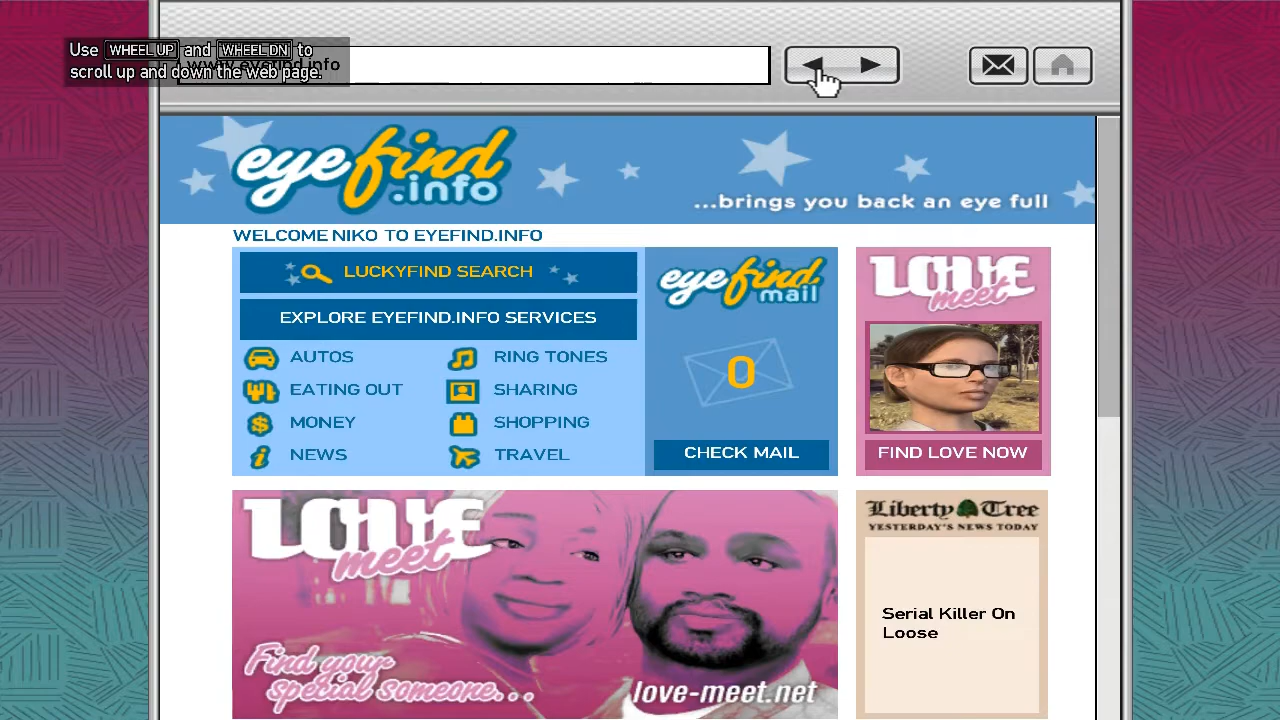 Use WHEEL UP and WHEEL DN to
scroll up and down the web page.
www.eyefind.info
eyefind
.info
...brings you back an eye full
WELCOME NIKO TO EYEFIND.INFO
LUCKYFIND SEARCH
EXPLORE EYEFIND.INFO SERVICES
AUTOS
RING TONES
EATING OUT
SHARING
MONEY
SHOPPING
NEWS
TRAVEL
eyefind
mail
0
CHECK MAIL
LOVE
meet
FIND LOVE NOW
LOVE
meet
Find your
special someone...
love-meet.net
Liberty Tree
YESTERDAY'S NEWS TODAY
Serial Killer On
Loose